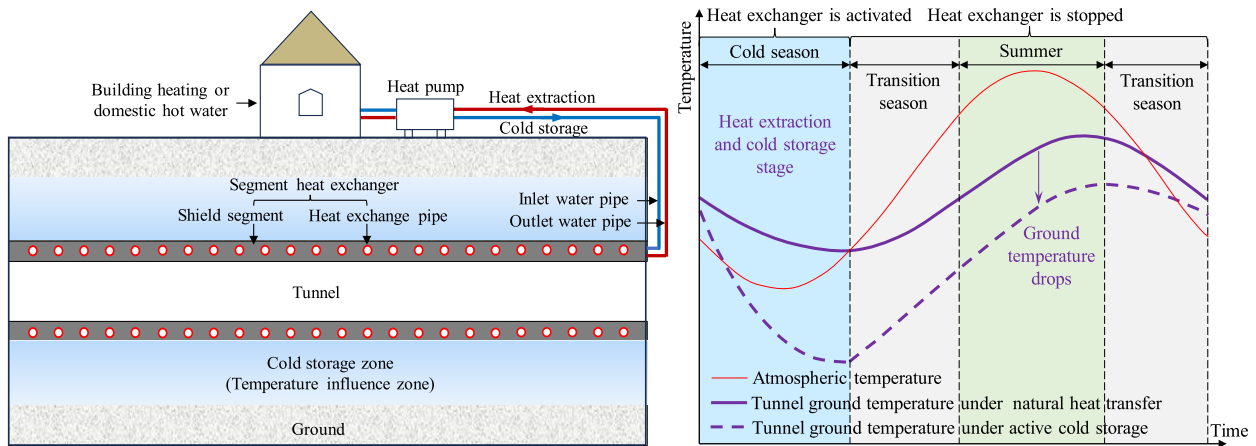 Building heating or
domestic hot water
Heat pump
Heat extraction
Cold storage
Segment heat exchanger
Shield segment
Heat exchange pipe
Inlet water pipe
Outlet water pipe
Tunnel
Cold storage zone
(Temperature influence zone)
Ground
Temperature
Heat exchanger is activated
Heat exchanger is stopped
Cold season
Transition
season
Summer
Transition
season
Heat extraction
and cold storage
stage
Ground
temperature
drops
Atmospheric temperature
Tunnel ground temperature under natural heat transfer
Tunnel ground temperature under active cold storage
Time